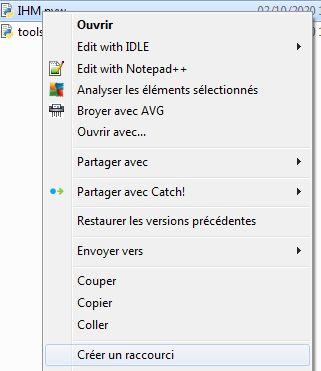 IHM.pyw 02/10/2020 1
tools
Ouvrir
Edit with IDLE
Edit with Notepad++
Analyser les éléments sélectionnés
Broyer avec AVG
Ouvrir avec...
Partager avec
Partager avec Catch!
Restaurer les versions précédentes
Envoyer vers
Couper
Copier
Coller
Créer un raccourci